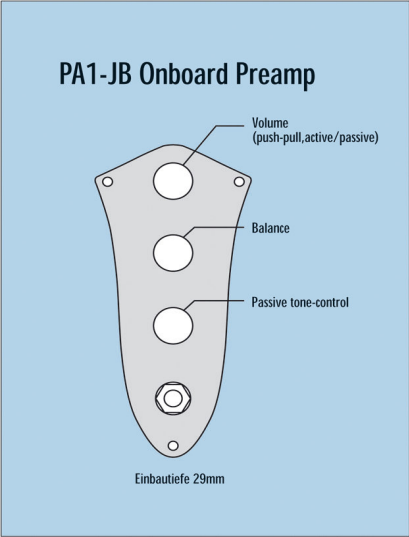 PA1-JB Onboard Preamp
Volume
(push-pull,active/passive)
Balance
Passive tone-control
Einbautiefe 29mm